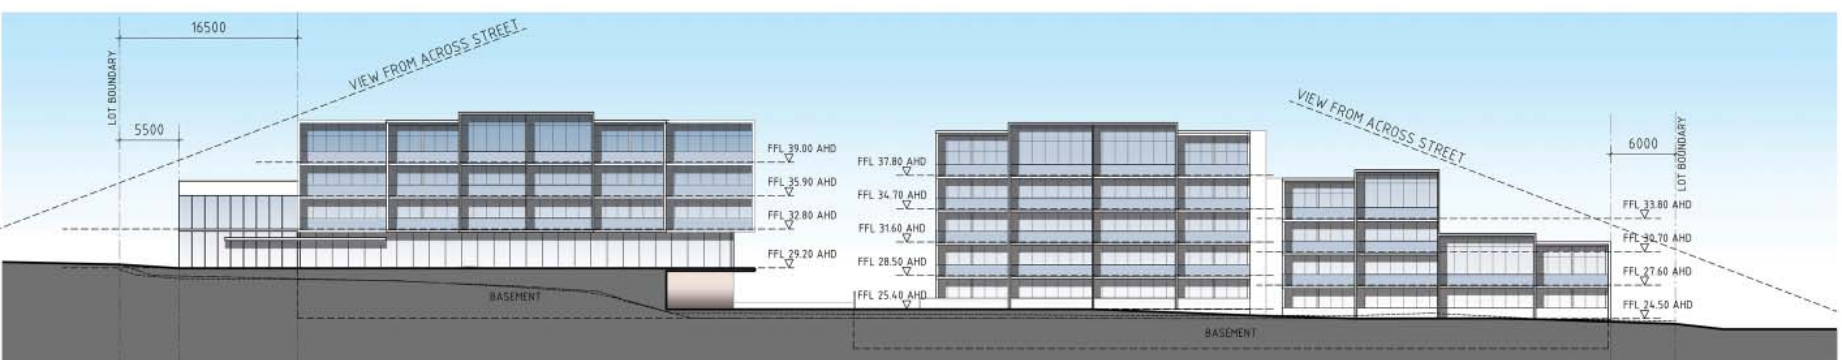 16500
LOT BOUNDARY
VIEW FROM ACROSS STREET
5500
FFL 39.00 AHD
FFL 35.90 AHD
FFL 32.80 AHD
FFL 29.20 AHD
BASEMENT
FFL 37.80 AHD
FFL 34.70 AHD
FFL 31.60 AHD
FFL 28.50 AHD
FFL 25.40 AHD
VIEW FROM ACROSS STREET
6000
LOT BOUNDARY
FFL 33.80 AHD
FFL 30.70 AHD
FFL 27.60 AHD
FFL 24.50 AHD
BASEMENT